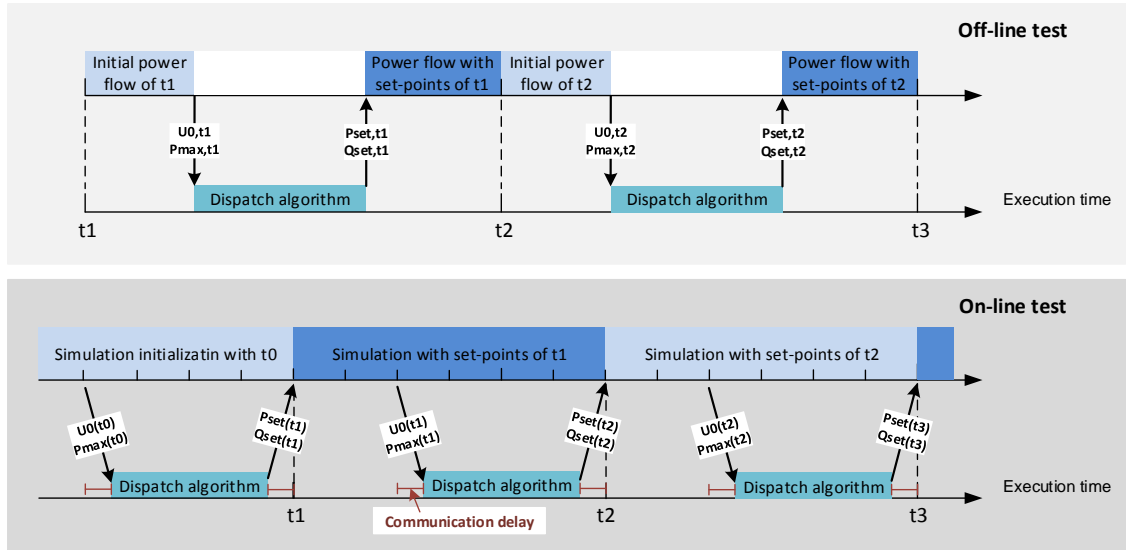 Off-line test
Initial power
flow of t1
Power flow with
set-points of t1
Initial power
flow of t2
Power flow with
set-points of t2
U0,t1
Pmax,t1
Pset,t1
Qset,t1
U0,t2
Pmax,t2
Pset,t2
Qset,t2
Dispatch algorithm
Dispatch algorithm
Execution time
t1
t2
t3
On-line test
Simulation initializatin with t0
Simulation with set-points of t1
Simulation with set-points of t2
U0(t0)
Pmax(t0)
Pset(t1)
Qset(t1)
U0(t1)
Pmax(t1)
Pset(t2)
Qset(t2)
U0(t2)
Pmax(t2)
Pset(t3)
Qset(t3)
Dispatch algorithm
Dispatch algorithm
Dispatch algorithm
Execution time
t1
t2
t3
Communication delay